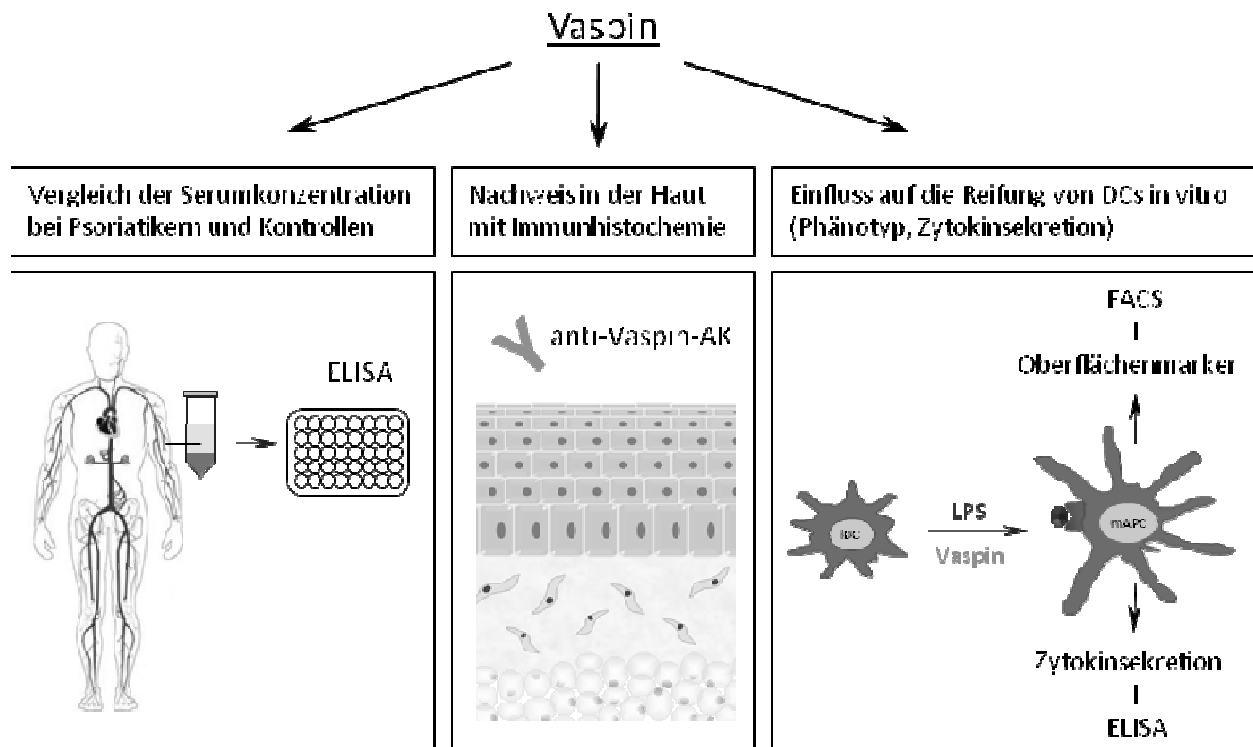 Vaspin
Vergleich der Serumkonzentration
bei Psoriatikern und Kontrollen
Nachweis in der Haut
mit Immunhistochemie
Einfluss auf die Reifung von DCs in vitro
(Phänotyp, Zytokinsekretion)
ELISA
anti-Vaspin-AK
FACS
Oberflächenmarker
LPS
Vaspin
mAPC
Zytokinsekretion
ELISA